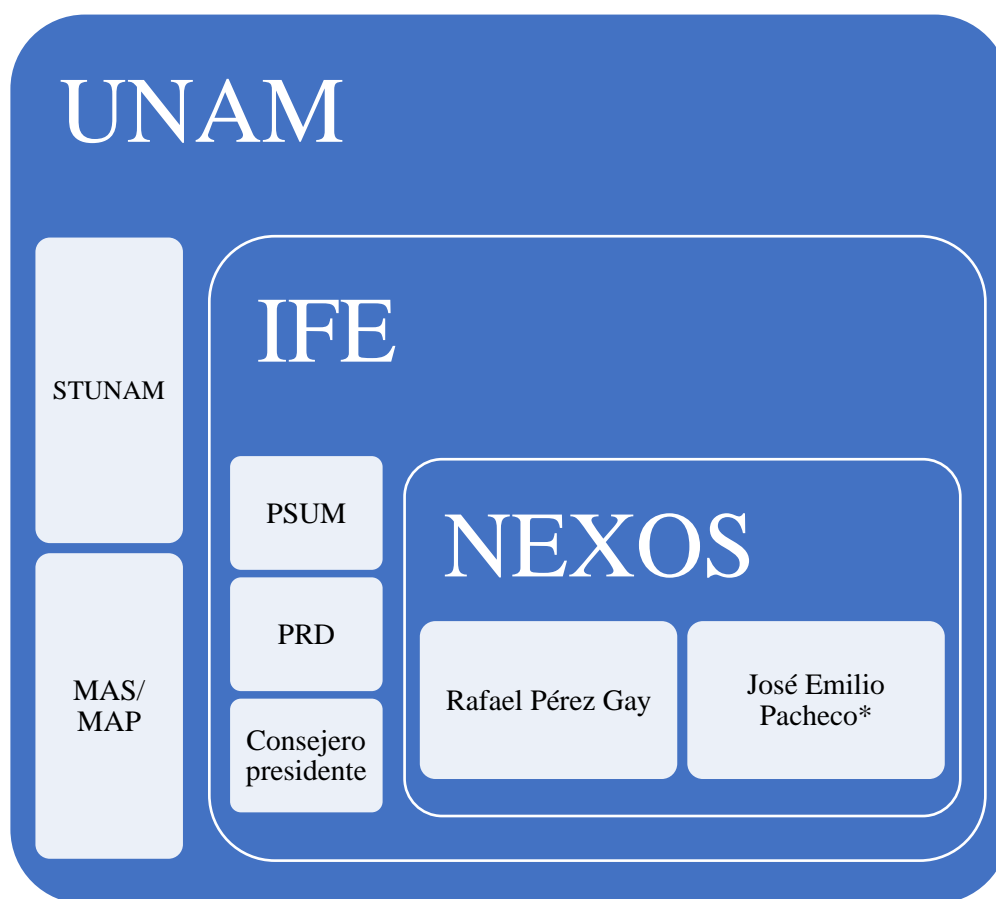 UNAM
STUNAM
MAS/
MAP
IFE
PSUM
PRD
Consejero
presidente
NEXOS
Rafael Pérez Gay
José Emilio
Pacheco*